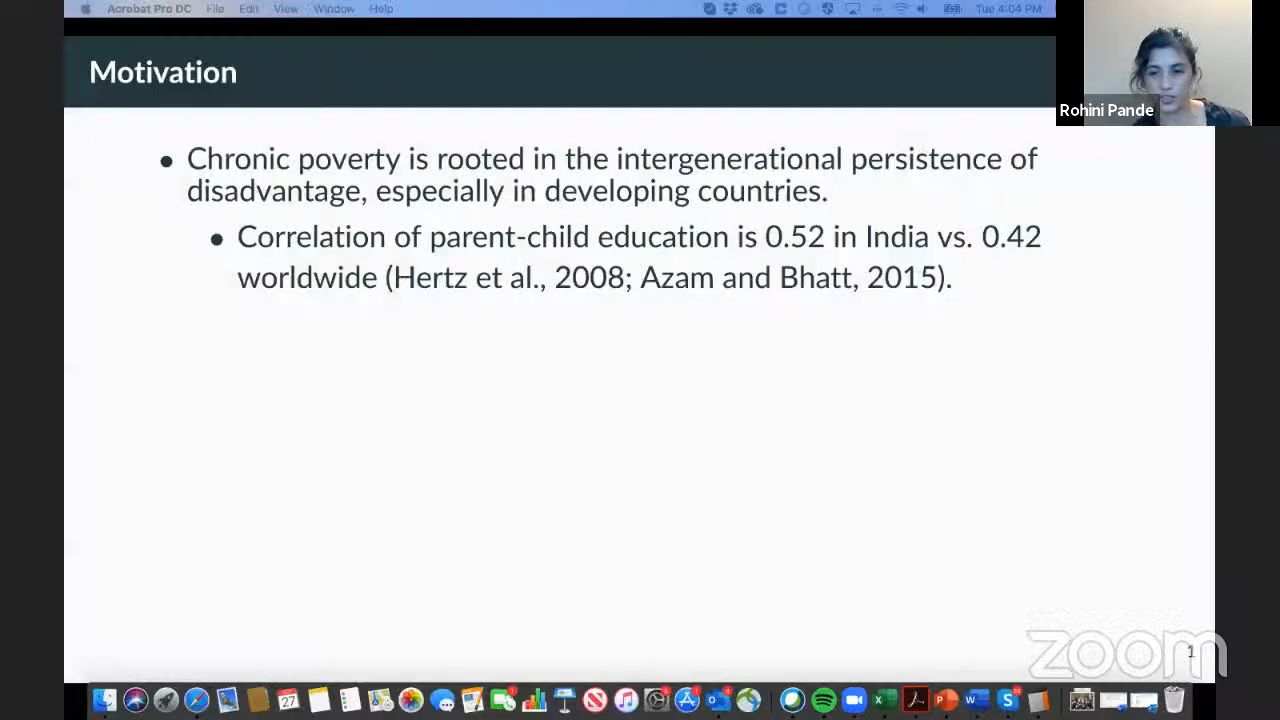 Acrobat Pro DC File Edit View Window Help Tue 4:04 PM
Motivation
Rohini Pande
• Chronic poverty is rooted in the intergenerational persistence of
disadvantage, especially in developing countries.
• Correlation of parent-child education is 0.52 in India vs. 0.42
worldwide (Hertz et al., 2008; Azam and Bhatt, 2015).
zoom
1
27